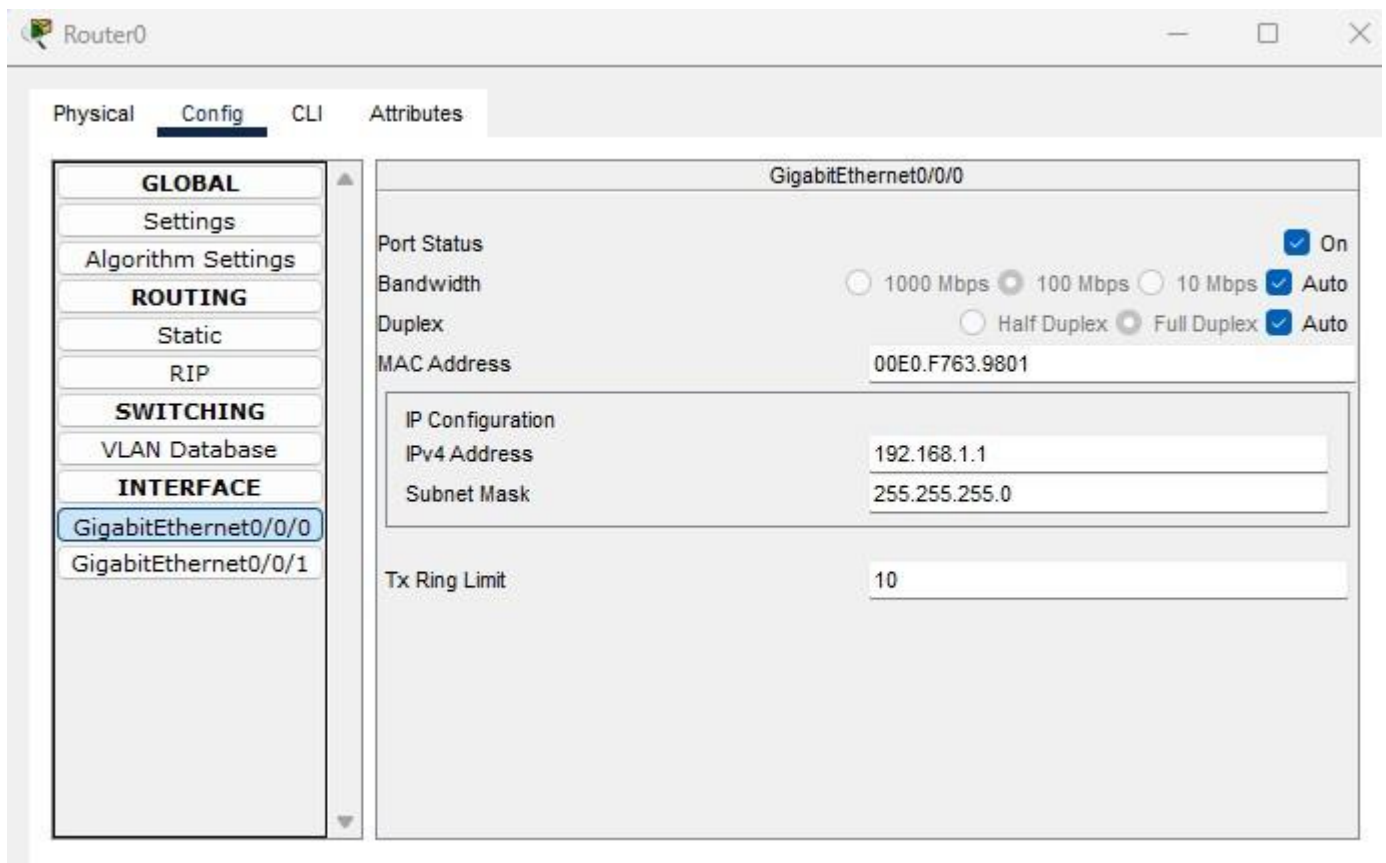 Router0
Physical Config CLI Attributes
GLOBAL
Settings
Algorithm Settings
ROUTING
Static
RIP
SWITCHING
VLAN Database
INTERFACE
GigabitEthernet0/0/0
GigabitEthernet0/0/1
GigabitEthernet0/0/0
Port Status On
Bandwidth 1000 Mbps 100 Mbps 10 Mbps Auto
Duplex Half Duplex Full Duplex Auto
MAC Address 00E0.F763.9801
IP Configuration
IPv4 Address 192.168.1.1
Subnet Mask 255.255.255.0
Tx Ring Limit 10